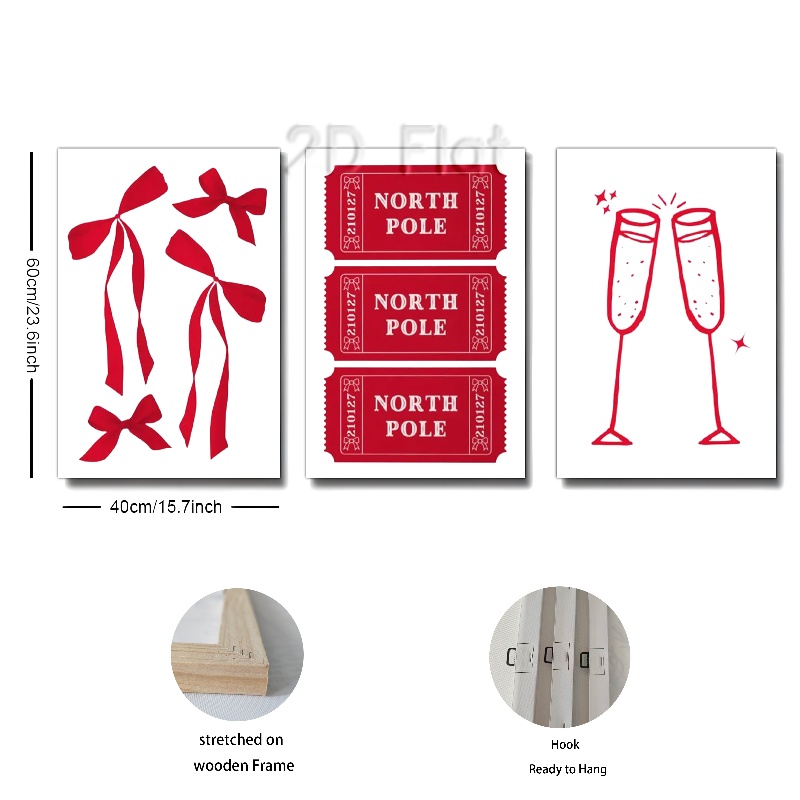 2D Flat
60cm/23.6inch
40cm/15.7inch
210127
NORTH
POLE
210127
210127
NORTH
POLE
210127
210127
NORTH
POLE
210127
stretched on
wooden Frame
Hook
Ready to Hang